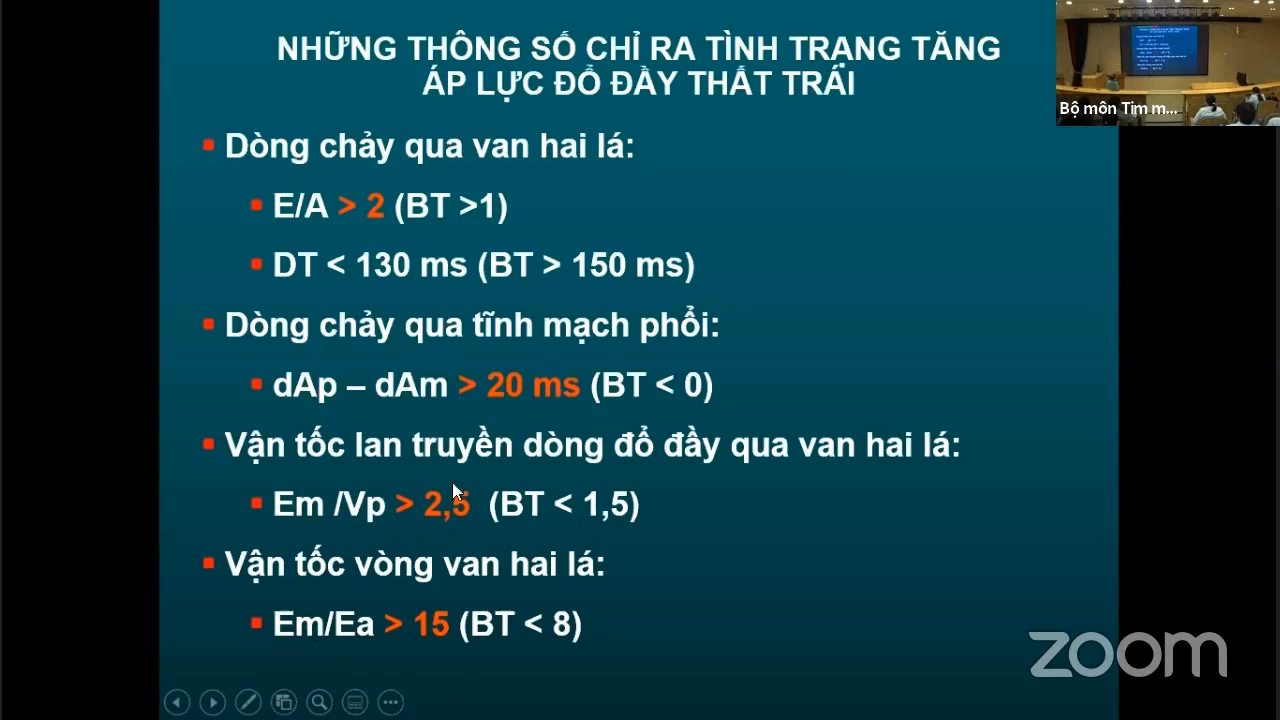 NHỮNG THÔNG SỐ CHỈ RA TÌNH TRẠNG TĂNG
ÁP LỰC ĐỔ ĐẦY THẤT TRÁI
Dòng chảy qua van hai lá:
E/A > 2 (BT >1)
DT < 130 ms (BT > 150 ms)
Dòng chảy qua tĩnh mạch phổi:
dAp – dAm > 20 ms (BT < 0)
Vận tốc lan truyền dòng đổ đầy qua van hai lá:
Em /Vp > 2,5 (BT < 1,5)
Vận tốc vòng van hai lá:
Em/Ea > 15 (BT < 8)
Bộ môn Tim m...
zoom